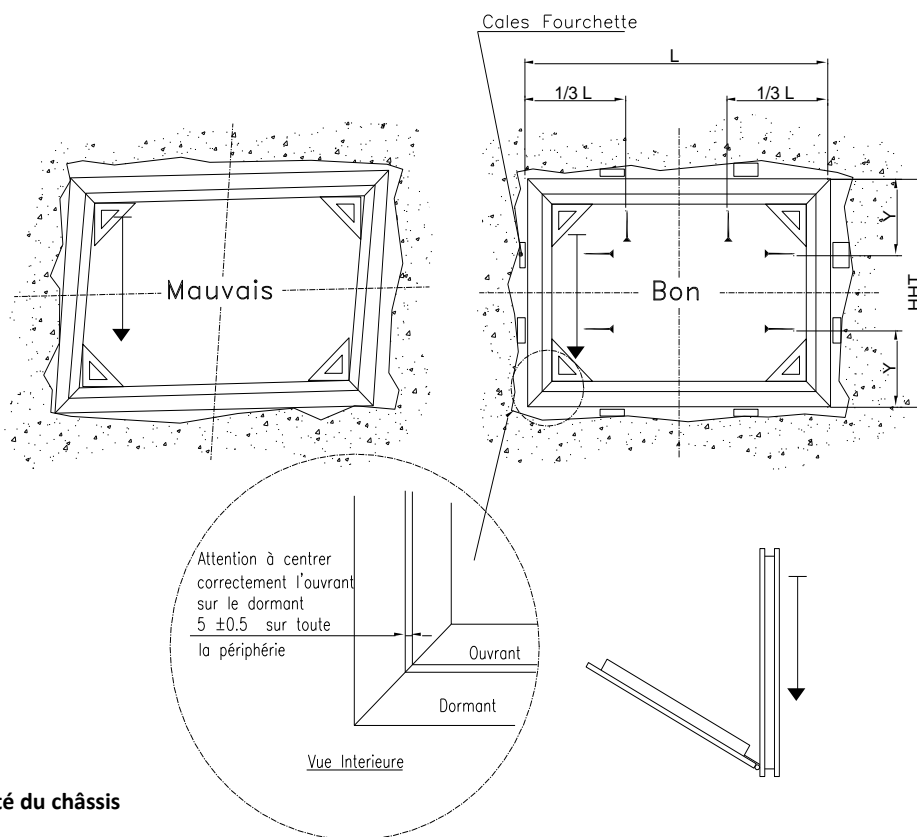 Cales Fourchette
L
1/3 L
1/3 L
Y
Mauvais
Bon
HHT
Y
Attention à centrer
correctement l'ouvrant
sur le dormant
5 ±0.5 sur toute
la périphérie
Ouvrant
Dormant
Vue Interieure
té du châssis